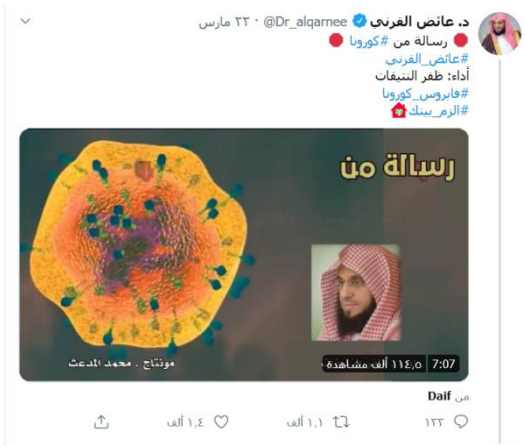 د. عائض القرني @Dr_alqarnee · ٢٢ مارس
رسالة من #كورونا
#عائض_القرني
أداء: ظفر النتيفات
#فايروس_كورونا
#الزم_بيتك
رسالة من
مونتاج . محمد المدعث
7:07 ١١٤٫٥ ألف مشاهدة
من Daif
١٢٢ ١٫١ ألف ١٫٤ ألف